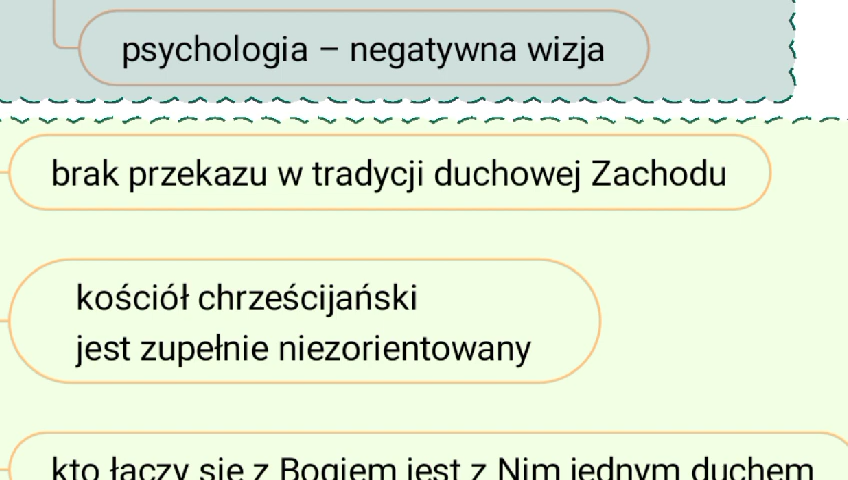 psychologia – negatywna wizja
brak przekazu w tradycji duchowej Zachodu
kościół chrześcijański
jest zupełnie niezorientowany
kto łączy się z Bogiem jest z Nim jednym duchem